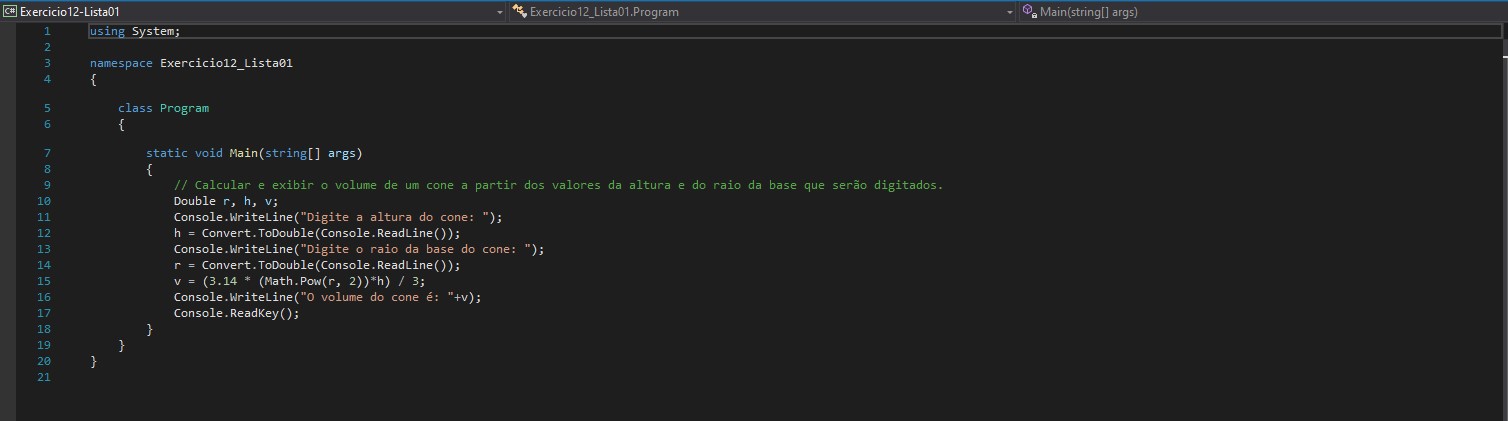 C# Exercicio12-Lista01 Exercicio12_Lista01.Program Main(string[] args)
1 using System;
2
3 namespace Exercicio12_Lista01
4 {
5 class Program
6 {
7 static void Main(string[] args)
8 {
9 // Calcular e exibir o volume de um cone a partir dos valores da altura e do raio da base que serão digitados.
10 Double r, h, v;
11 Console.WriteLine("Digite a altura do cone: ");
12 h = Convert.ToDouble(Console.ReadLine());
13 Console.WriteLine("Digite o raio da base do cone: ");
14 r = Convert.ToDouble(Console.ReadLine());
15 v = (3.14 * (Math.Pow(r, 2))*h) / 3;
16 Console.WriteLine("O volume do cone é: "+v);
17 Console.ReadKey();
18 }
19 }
20 }
21